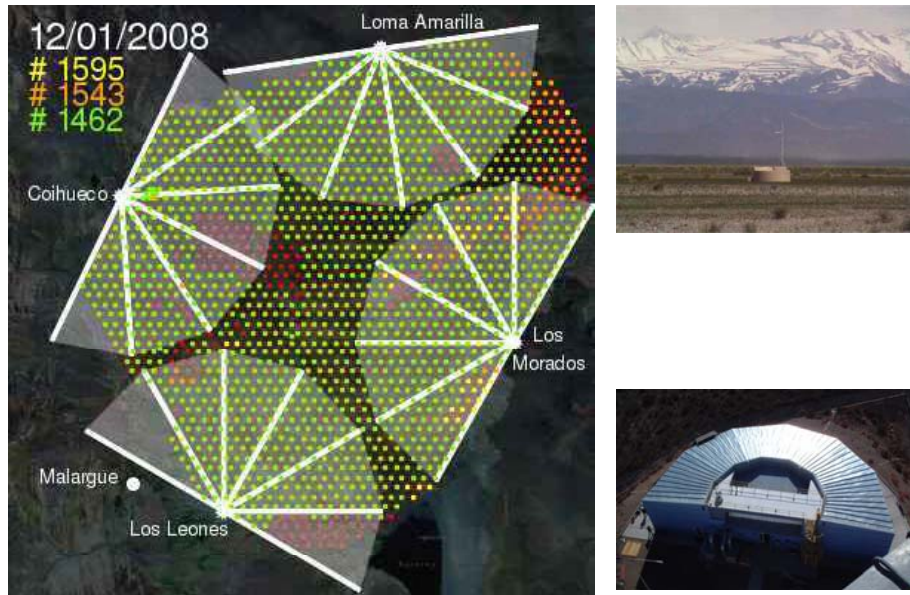 12/01/2008
# 1595
# 1543
# 1462
Loma Amarilla
Coihueco
Los
Morados
Malargue
Los Leones